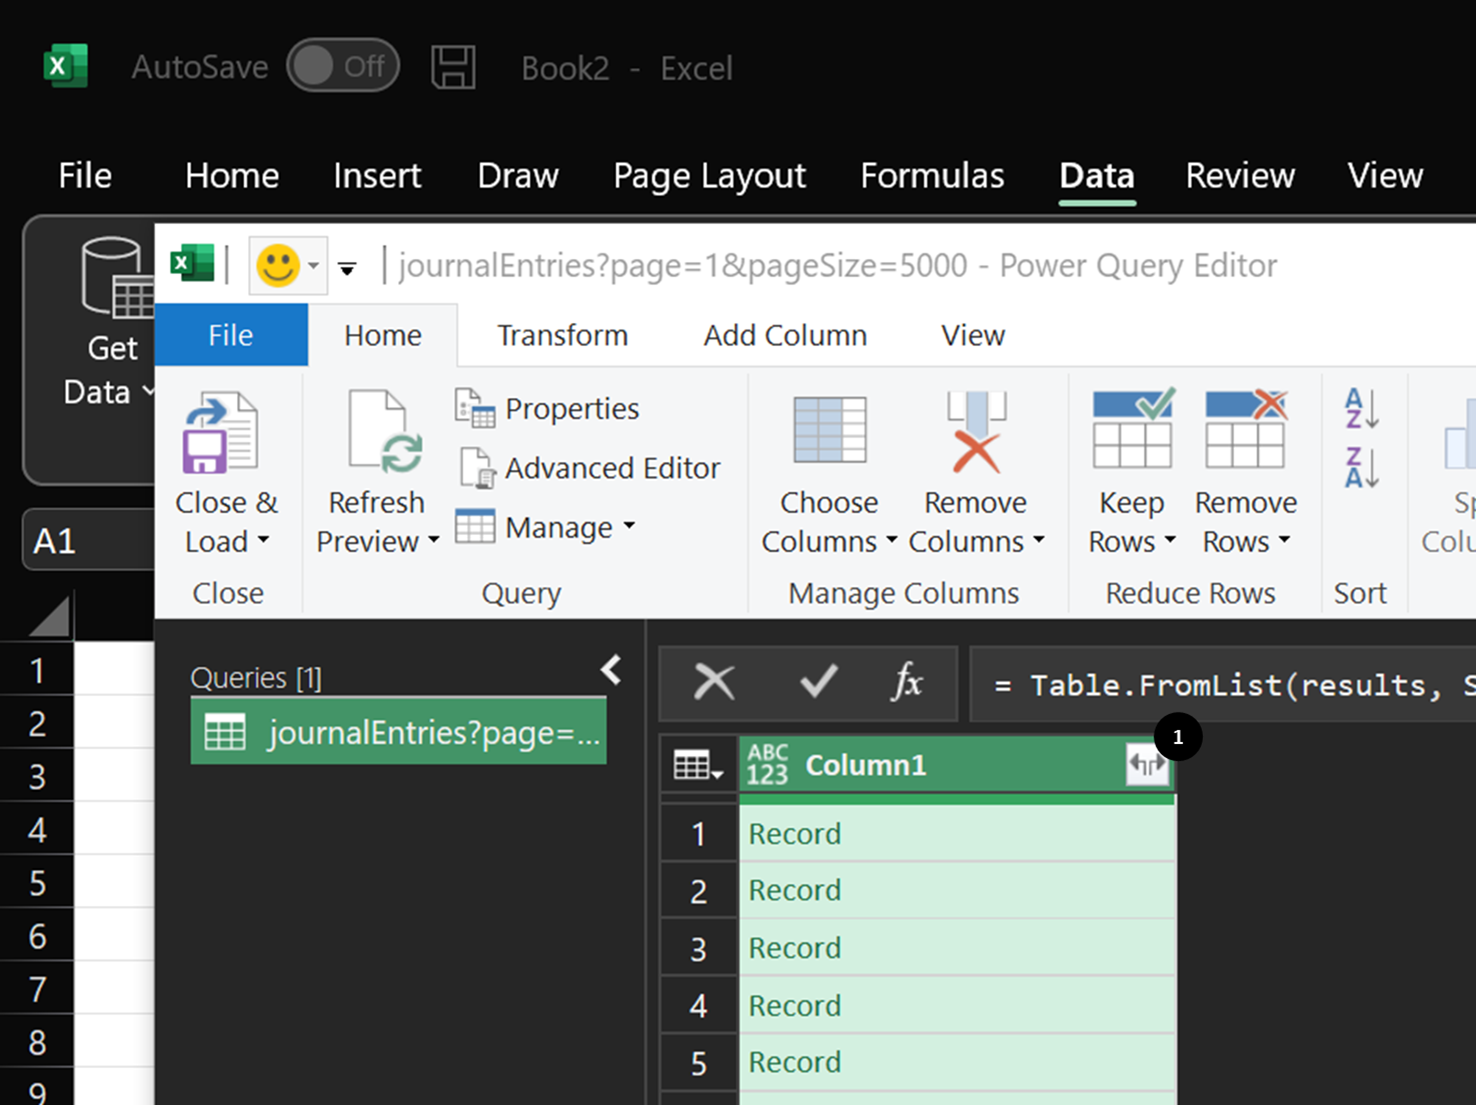 AutoSave Off Book2 - Excel
File Home Insert Draw Page Layout Formulas Data Review View
Get
Data
journalEntries?page=1&pageSize=5000 - Power Query Editor
File Home Transform Add Column View
Close &
Load
Close
Refresh
Preview
Properties
Advanced Editor
Manage
Query
Choose
Columns
Remove
Columns
Manage Columns
Keep
Rows
Remove
Rows
Reduce Rows
A
Z
Z
A
Sort
Sp
Colu
A1
Queries [1]
journalEntries?page=...
fx
= Table.FromList(results, S
1
ABC
123
Column1
1 Record
2 Record
3 Record
4 Record
5 Record
1
2
3
4
5
6
7
8
9